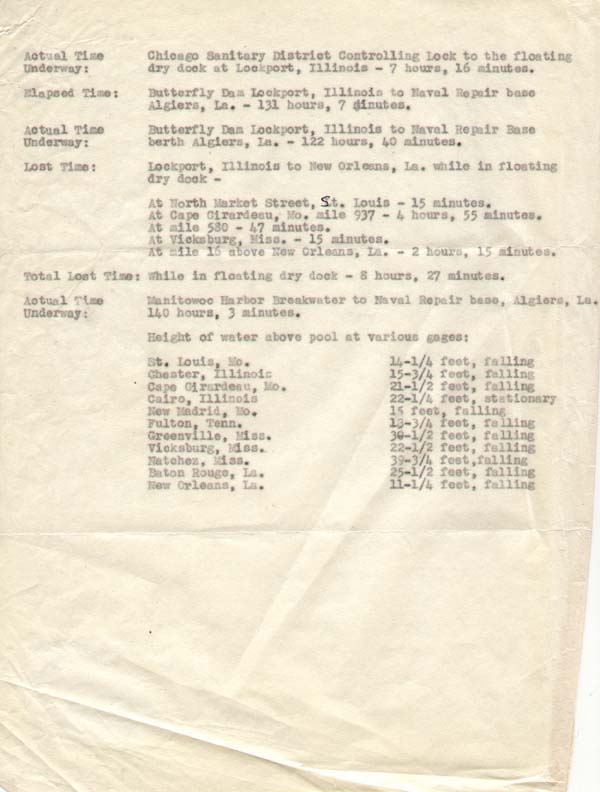 Actual Time Chicago Sanitary District Controlling Lock to the floating
Underway: dry dock at Lockport, Illinois - 7 hours, 16 minutes.
Elapsed Time: Butterfly Dam Lockport, Illinois to Naval Repair base
Algiers, La. - 131 hours, 7 minutes.
Actual Time Butterfly Dam Lockport, Illinois to Naval Repair Base
Underway: berth Algiers, La. - 122 hours, 40 minutes.
Lost Time: Lockport, Illinois to New Orleans, La. while in floating
dry dock -
At North Market Street, St. Louis - 15 minutes.
At Cape Girardeau, Mo. mile 937 - 4 hours, 55 minutes.
At mile 580 - 47 minutes.
At Vicksburg, Miss. - 15 minutes.
At mile 16 above New Orleans, La. - 2 hours, 15 minutes.
Total Lost Time: While in floating dry dock - 8 hours, 27 minutes.
Actual Time Manitowoc Harbor Breakwater to Naval Repair base, Algiers, La.
Underway: 140 hours, 3 minutes.
Height of water above pool at various gages:
St. Louis, Mo. 14-1/4 feet, falling
Chester, Illinois 15-3/4 feet, falling
Cape Girardeau, Mo. 21-1/2 feet, falling
Cairo, Illinois 22-1/4 feet, stationary
New Madrid, Mo. 15 feet, falling
Fulton, Tenn. 13-3/4 feet, falling
Greenville, Miss. 30-1/2 feet, falling
Vicksburg, Miss. 22-1/2 feet, falling
Natchez, Miss. 39-3/4 feet,falling
Baton Rouge, La. 25-1/2 feet, falling
New Orleans, La. 11-1/4 feet, falling